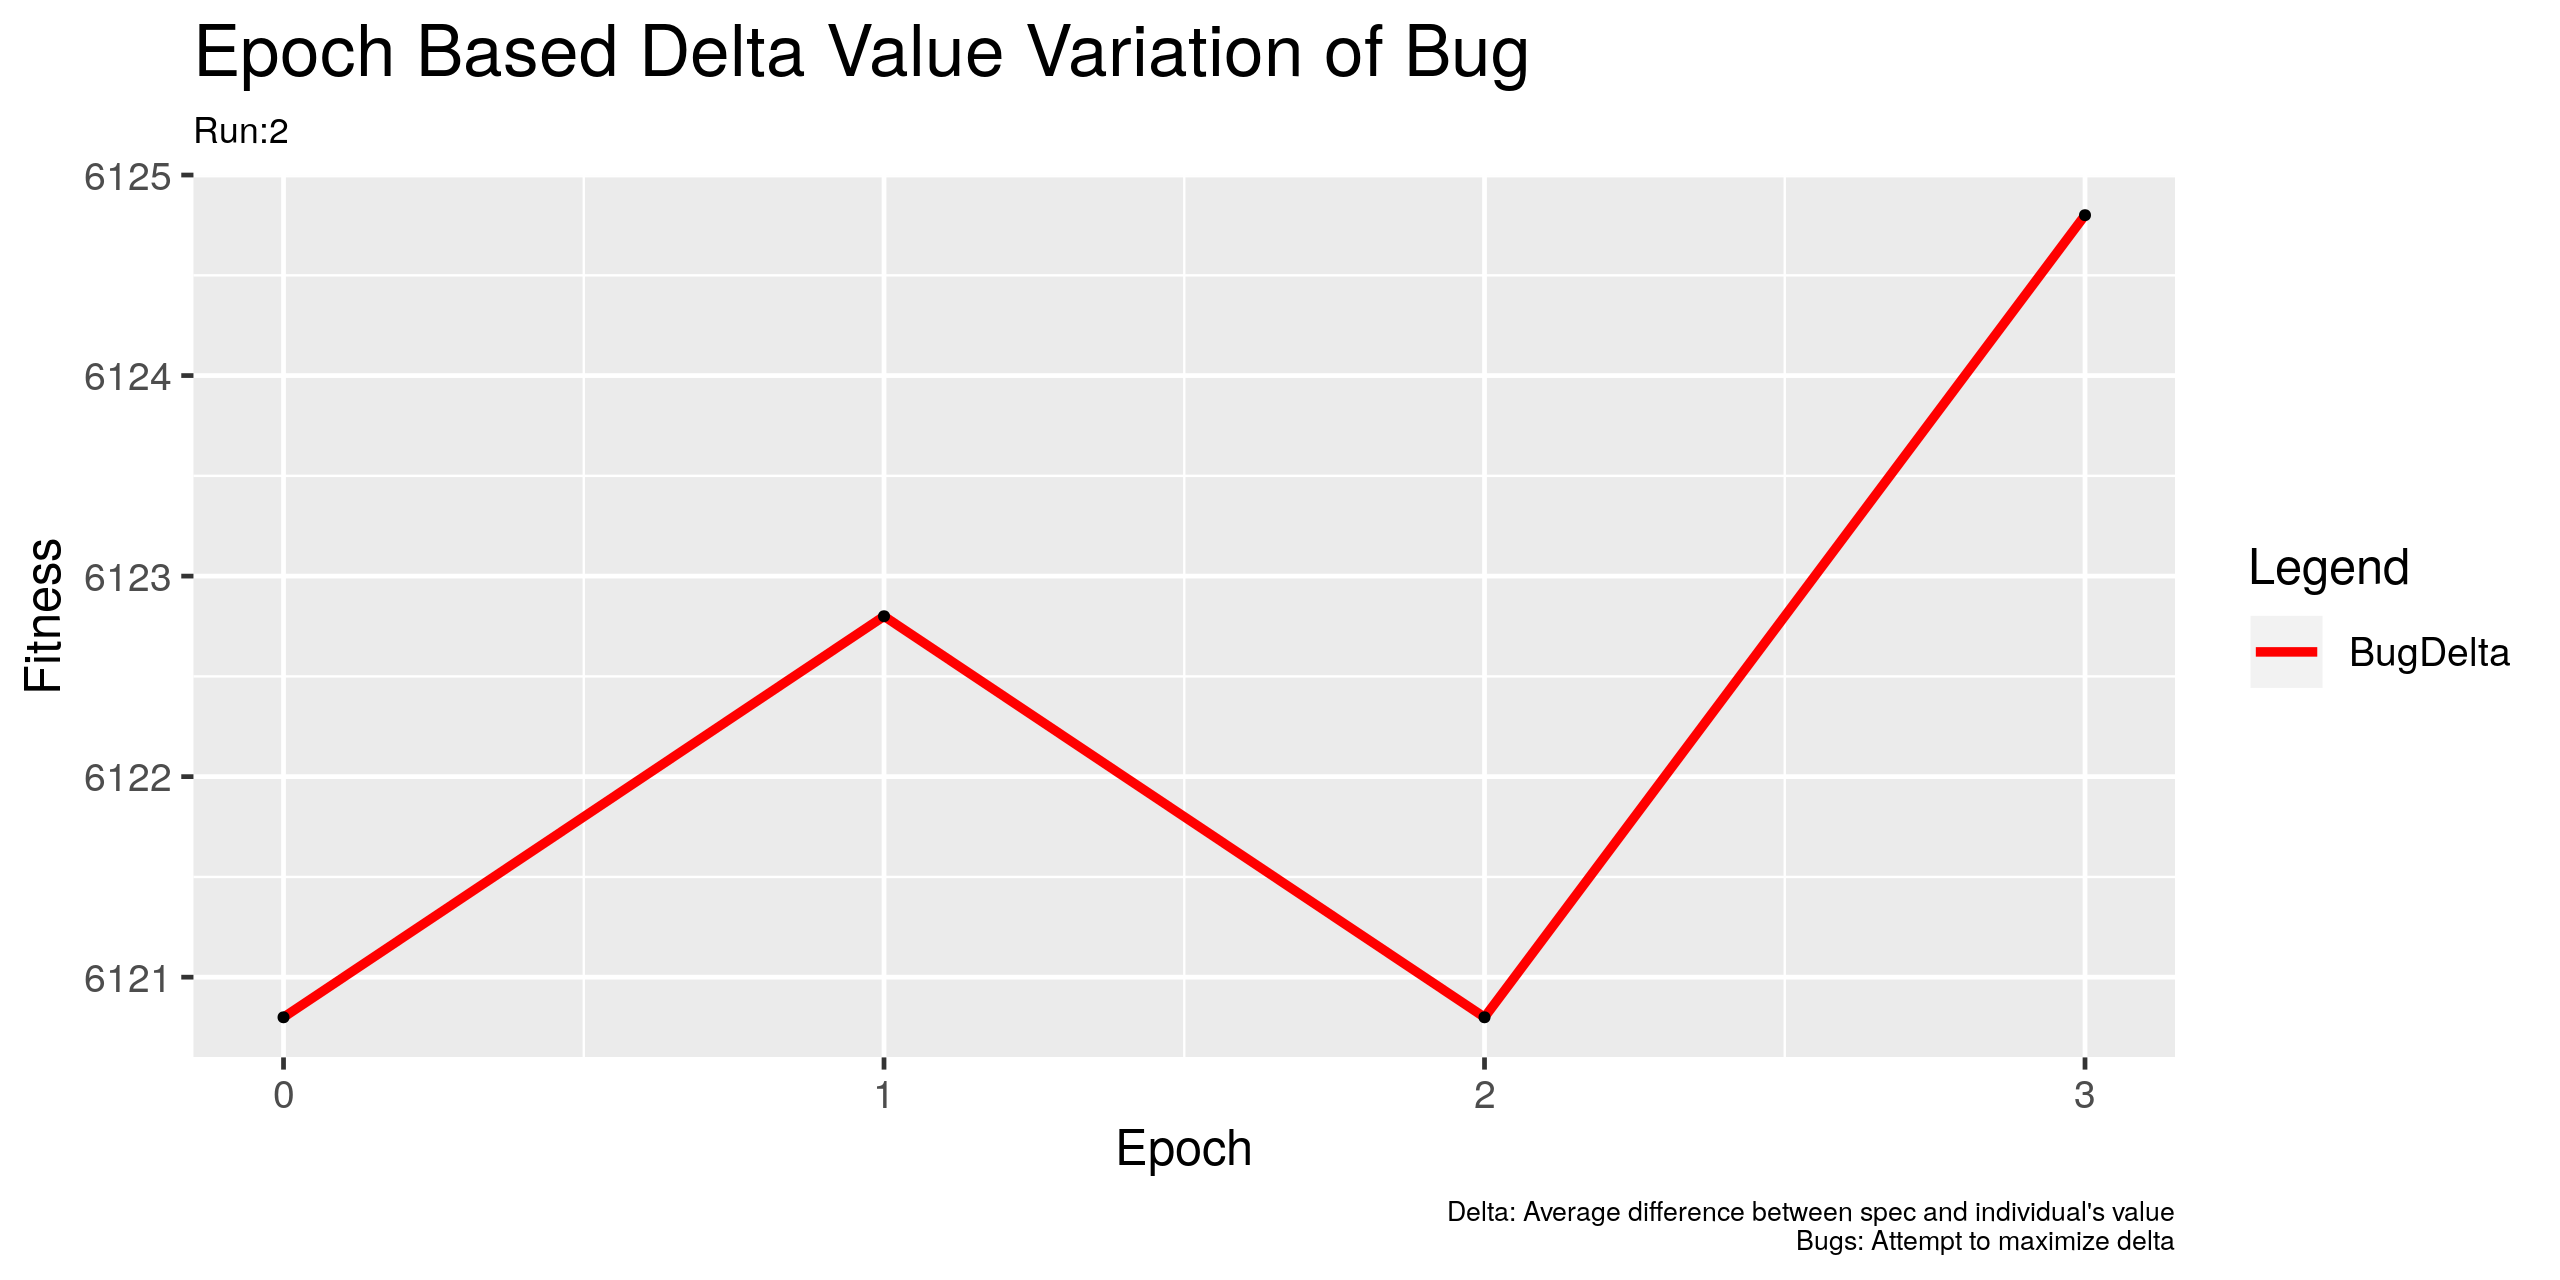 Epoch Based Delta Value Variation of Bug
Run:2
6125
6124
6123
6122
6121
Fitness
0 1 2 3
Epoch
Legend
BugDelta
Delta: Average difference between spec and individual's value
Bugs: Attempt to maximize delta